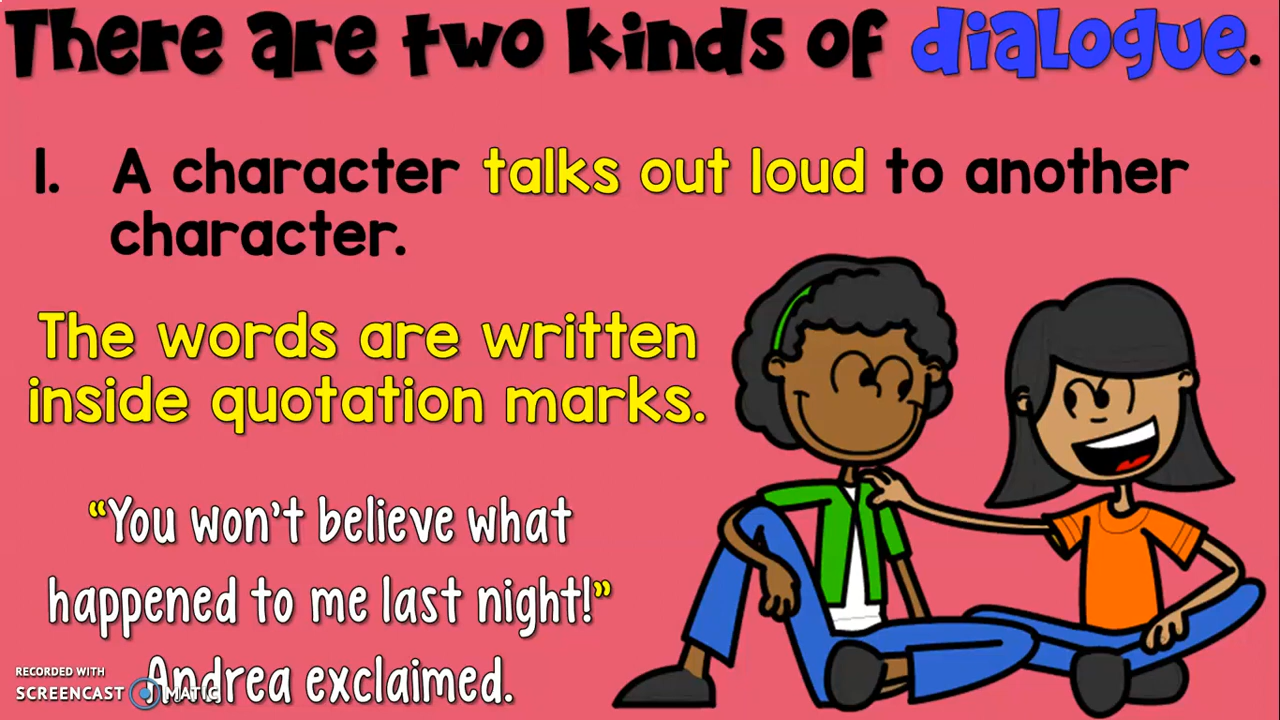 There are two kinds of dialogue.
1. A character talks out loud to another
character.
The words are written
inside quotation marks.
“You won't believe what
happened to me last night!”
Andrea exclaimed.
RECORDED WITH
SCREENCAST MATIC